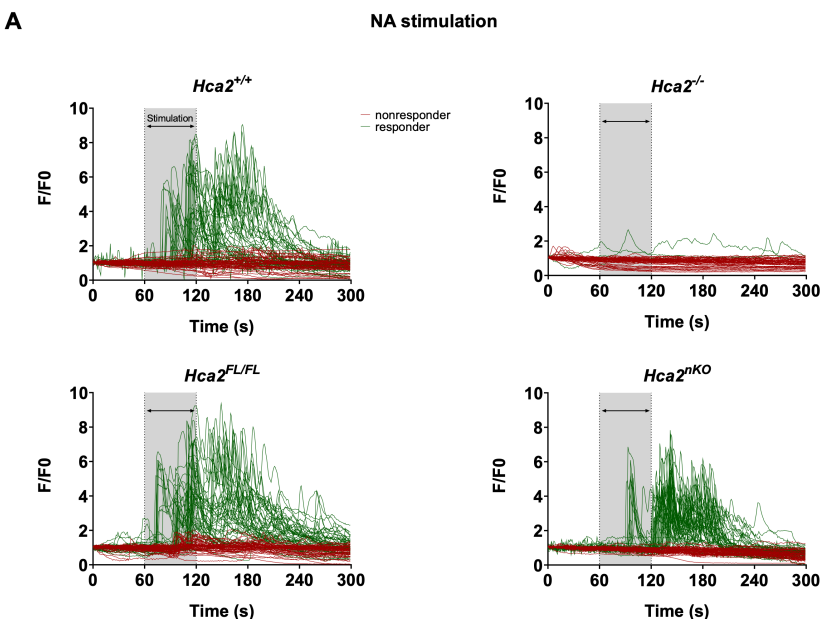 A
NA stimulation
Hca2+/+
10
8
6
4
2
0
F/F0
Stimulation
0 60 120 180 240 300
Time (s)
nonresponder
responder
Hca2-/-
10
8
6
4
2
0
F/F0
0 60 120 180 240 300
Time (s)
Hca2FL/FL
10
8
6
4
2
0
F/F0
0 60 120 180 240 300
Time (s)
Hca2nKO
10
8
6
4
2
0
F/F0
0 60 120 180 240 300
Time (s)